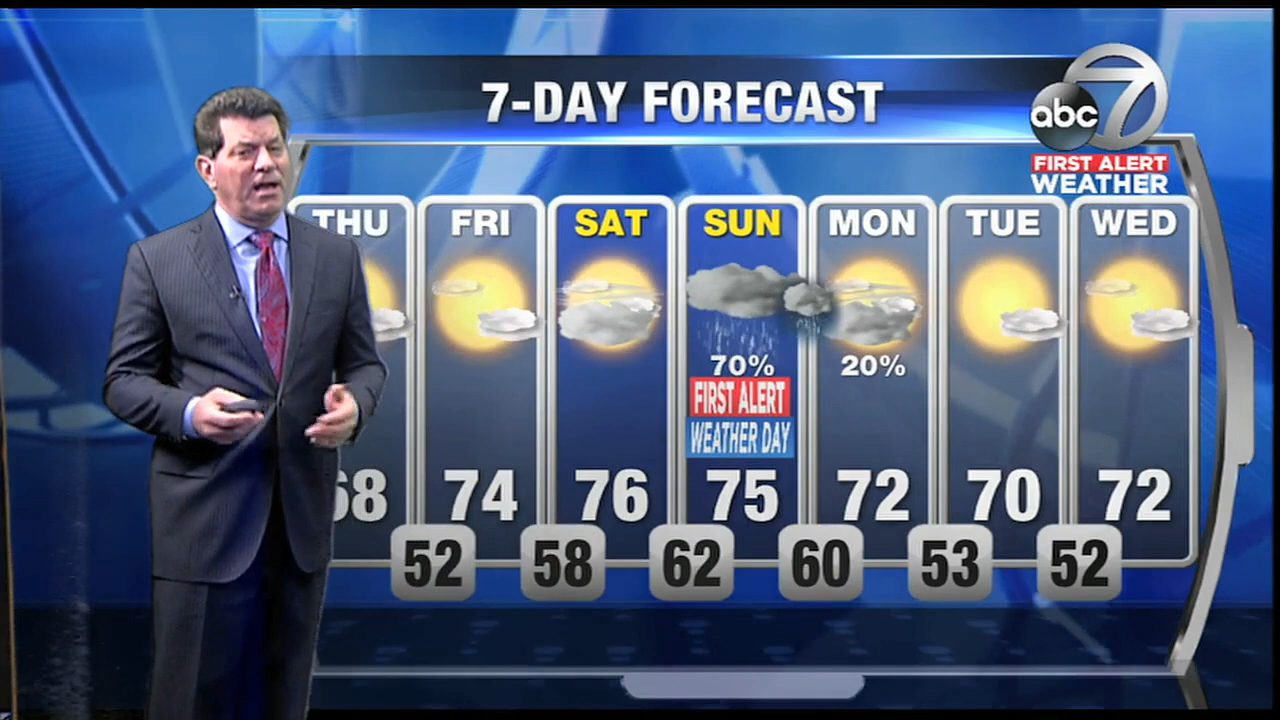 7-DAY FORECAST
abc 7
FIRST ALERT
WEATHER
THU FRI SAT SUN MON TUE WED
70% 20%
FIRST ALERT
WEATHER DAY
68 74 76 75 72 70 72
52 58 62 60 53 52